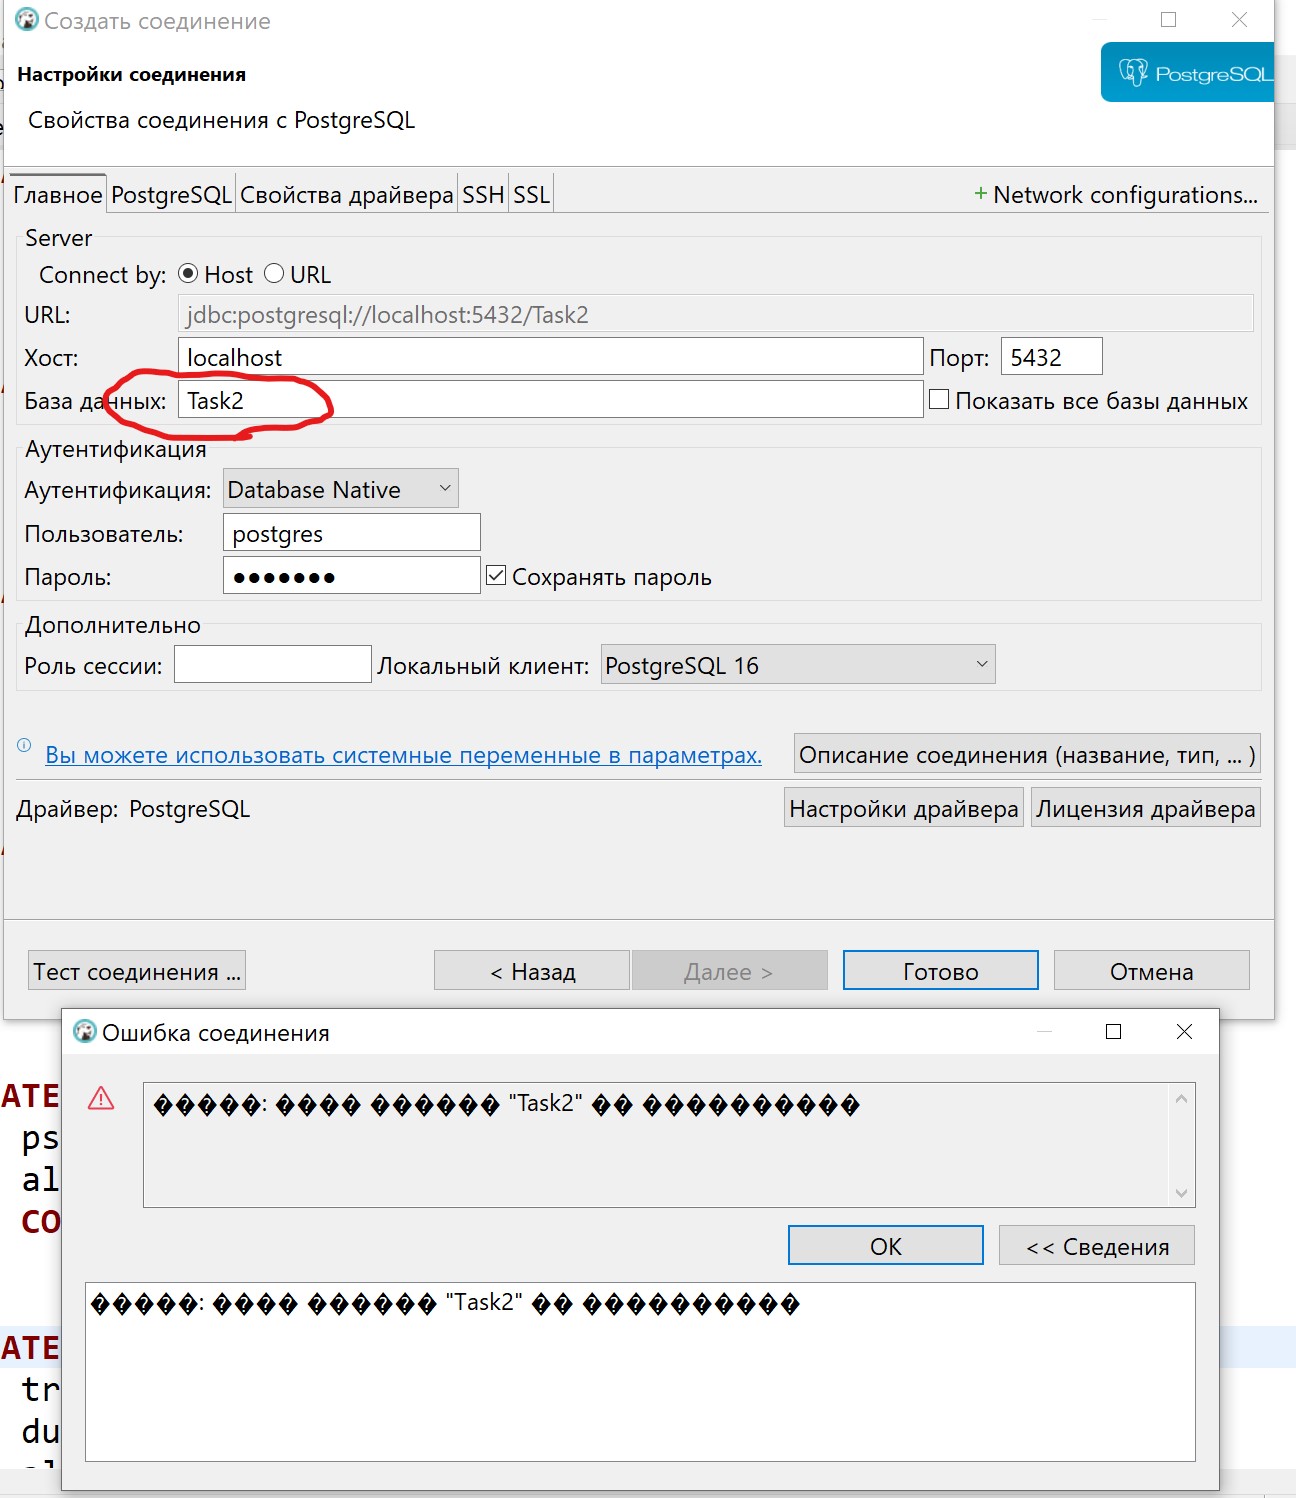 Создать соединение
Настройки соединения
Свойства соединения с PostgreSQL
PostgreSQL
Главное PostgreSQL Свойства драйвера SSH SSL + Network configurations...
Server
Connect by: Host URL
URL: jdbc:postgresql://localhost:5432/Task2
Хост: localhost Порт: 5432
База данных: Task2 Показать все базы данных
Аутентификация
Аутентификация: Database Native
Пользователь: postgres
Пароль: ●●●●●●● Сохранять пароль
Дополнительно
Роль сессии: Локальный клиент: PostgreSQL 16
Вы можете использовать системные переменные в параметрах. Описание соединения (название, тип, ... )
Драйвер: PostgreSQL Настройки драйвера Лицензия драйвера
Тест соединения ... < Назад Далее > Готово Отмена
Ошибка соединения
�����: ���� ������ "Task2" �� ����������
OK << Сведения
�����: ���� ������ "Task2" �� ����������
ATE
ps
al
CO
ATE
tr
du